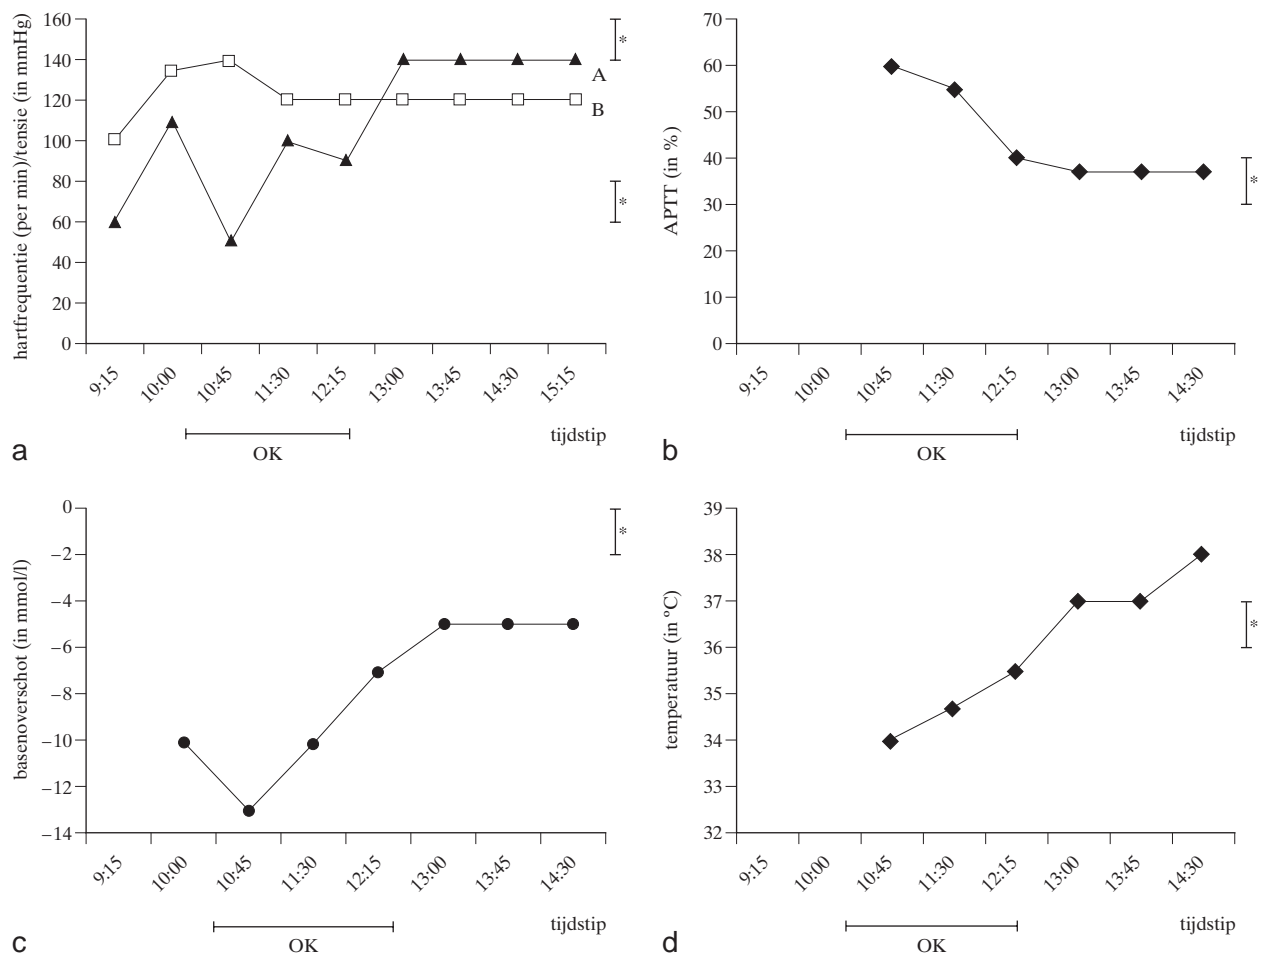 hartfrequentie (per min)/tensie (in mmHg)
160
140
120
100
80
60
40
20
0
*
A
B
*
9:15 10:00 10:45 11:30 12:15 13:00 13:45 14:30 15:15
tijdstip
OK
a
APTT (in %)
70
60
50
40
30
20
10
0
*
9:15 10:00 10:45 11:30 12:15 13:00 13:45 14:30
tijdstip
OK
b
basenoverschot (in mmol/l)
0
–2
–4
–6
–8
–10
–12
–14
*
9:15 10:00 10:45 11:30 12:15 13:00 13:45 14:30
tijdstip
OK
c
temperatuur (in °C)
39
38
37
36
35
34
33
32
*
9:15 10:00 10:45 11:30 12:15 13:00 13:45 14:30
tijdstip
OK
d